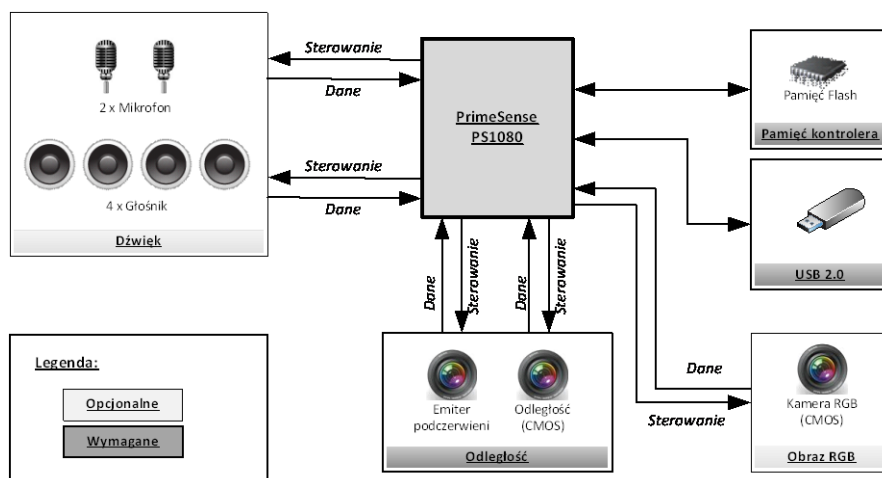 Sterowanie
Dane
2 x Mikrofon
Sterowanie
Dane
4 x Głośnik
Dźwięk
PrimeSense
PS1080
Pamięć Flash
Pamięć kontrolera
USB 2.0
Dane
Sterowanie
Dane
Sterowanie
Emiter
podczerwieni
Odległość
(CMOS)
Odległość
Dane
Sterowanie
Kamera RGB
(CMOS)
Obraz RGB
Legenda:
Opcjonalne
Wymagane